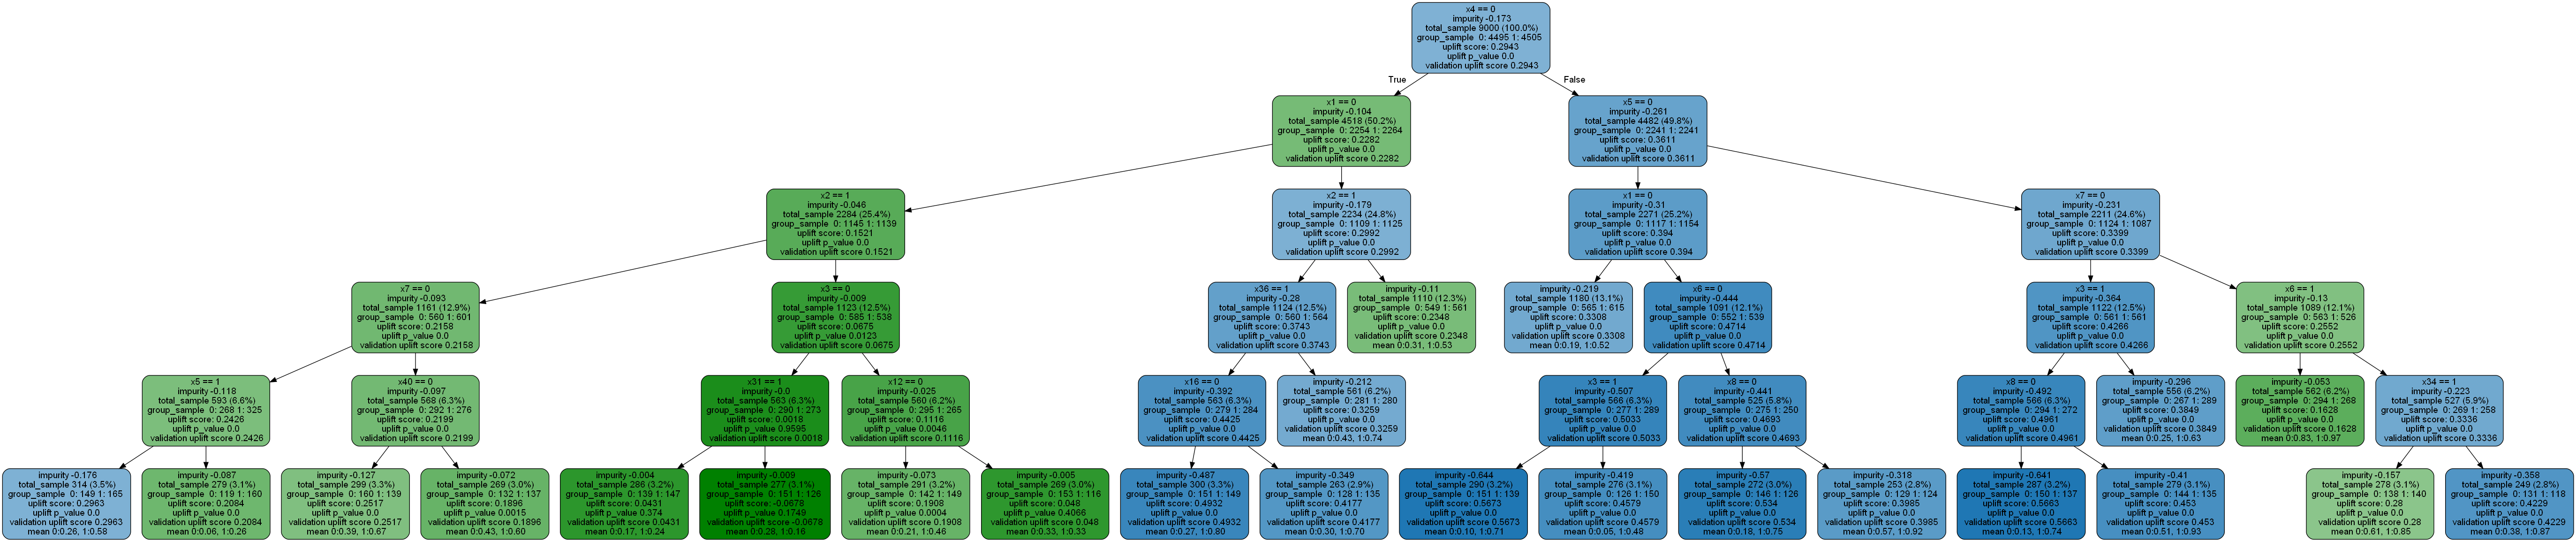 x4 == 0
impurity -0.173
total_sample 9000 (100.0%)
group_sample 0: 4495 1: 4505
uplift score: 0.2943
uplift p_value 0.0
validation uplift score 0.2943
True
False
x1 == 0
impurity -0.104
total_sample 4518 (50.2%)
group_sample 0: 2254 1: 2264
uplift score: 0.2282
uplift p_value 0.0
validation uplift score 0.2282
x5 == 0
impurity -0.261
total_sample 4482 (49.8%)
group_sample 0: 2241 1: 2241
uplift score: 0.3611
uplift p_value 0.0
validation uplift score 0.3611
x2 == 1
impurity -0.046
total_sample 2284 (25.4%)
group_sample 0: 1145 1: 1139
uplift score: 0.1521
uplift p_value 0.0
validation uplift score 0.1521
x2 == 1
impurity -0.179
total_sample 2234 (24.8%)
group_sample 0: 1109 1: 1125
uplift score: 0.2992
uplift p_value 0.0
validation uplift score 0.2992
x1 == 0
impurity -0.31
total_sample 2271 (25.2%)
group_sample 0: 1117 1: 1154
uplift score: 0.394
uplift p_value 0.0
validation uplift score 0.394
x7 == 0
impurity -0.231
total_sample 2211 (24.6%)
group_sample 0: 1124 1: 1087
uplift score: 0.3399
uplift p_value 0.0
validation uplift score 0.3399
x7 == 0
impurity -0.093
total_sample 1161 (12.9%)
group_sample 0: 560 1: 601
uplift score: 0.2158
uplift p_value 0.0
validation uplift score 0.2158
x3 == 0
impurity -0.009
total_sample 1123 (12.5%)
group_sample 0: 585 1: 538
uplift score: 0.0675
uplift p_value 0.0123
validation uplift score 0.0675
x36 == 1
impurity -0.28
total_sample 1124 (12.5%)
group_sample 0: 560 1: 564
uplift score: 0.3743
uplift p_value 0.0
validation uplift score 0.3743
impurity -0.11
total_sample 1110 (12.3%)
group_sample 0: 549 1: 561
uplift score: 0.2348
uplift p_value 0.0
validation uplift score 0.2348
mean 0:0.31, 1:0.53
impurity -0.219
total_sample 1180 (13.1%)
group_sample 0: 565 1: 615
uplift score: 0.3308
uplift p_value 0.0
validation uplift score 0.3308
mean 0:0.19, 1:0.52
x6 == 0
impurity -0.444
total_sample 1091 (12.1%)
group_sample 0: 552 1: 539
uplift score: 0.4714
uplift p_value 0.0
validation uplift score 0.4714
x3 == 1
impurity -0.364
total_sample 1122 (12.5%)
group_sample 0: 561 1: 561
uplift score: 0.4266
uplift p_value 0.0
validation uplift score 0.4266
x6 == 1
impurity -0.13
total_sample 1089 (12.1%)
group_sample 0: 563 1: 526
uplift score: 0.2552
uplift p_value 0.0
validation uplift score 0.2552
x5 == 1
impurity -0.118
total_sample 593 (6.6%)
group_sample 0: 268 1: 325
uplift score: 0.2426
uplift p_value 0.0
validation uplift score 0.2426
x40 == 0
impurity -0.097
total_sample 568 (6.3%)
group_sample 0: 292 1: 276
uplift score: 0.2199
uplift p_value 0.0
validation uplift score 0.2199
x31 == 1
impurity -0.0
total_sample 563 (6.3%)
group_sample 0: 290 1: 273
uplift score: 0.0018
uplift p_value 0.9595
validation uplift score 0.0018
x12 == 0
impurity -0.025
total_sample 560 (6.2%)
group_sample 0: 295 1: 265
uplift score: 0.1116
uplift p_value 0.0046
validation uplift score 0.1116
x16 == 0
impurity -0.392
total_sample 563 (6.3%)
group_sample 0: 279 1: 284
uplift score: 0.4425
uplift p_value 0.0
validation uplift score 0.4425
impurity -0.212
total_sample 561 (6.2%)
group_sample 0: 281 1: 280
uplift score: 0.3259
uplift p_value 0.0
validation uplift score 0.3259
mean 0:0.43, 1:0.74
x3 == 1
impurity -0.507
total_sample 566 (6.3%)
group_sample 0: 277 1: 289
uplift score: 0.5033
uplift p_value 0.0
validation uplift score 0.5033
x8 == 0
impurity -0.441
total_sample 525 (5.8%)
group_sample 0: 275 1: 250
uplift score: 0.4693
uplift p_value 0.0
validation uplift score 0.4693
x8 == 0
impurity -0.492
total_sample 566 (6.3%)
group_sample 0: 294 1: 272
uplift score: 0.4961
uplift p_value 0.0
validation uplift score 0.4961
impurity -0.296
total_sample 556 (6.2%)
group_sample 0: 267 1: 289
uplift score: 0.3849
uplift p_value 0.0
validation uplift score 0.3849
mean 0:0.25, 1:0.63
impurity -0.053
total_sample 562 (6.2%)
group_sample 0: 294 1: 268
uplift score: 0.1628
uplift p_value 0.0
validation uplift score 0.1628
mean 0:0.83, 1:0.97
x34 == 1
impurity -0.223
total_sample 527 (5.9%)
group_sample 0: 269 1: 258
uplift score: 0.3336
uplift p_value 0.0
validation uplift score 0.3336
impurity -0.176
total_sample 314 (3.5%)
group_sample 0: 149 1: 165
uplift score: 0.2963
uplift p_value 0.0
validation uplift score 0.2963
mean 0:0.26, 1:0.58
impurity -0.087
total_sample 279 (3.1%)
group_sample 0: 119 1: 160
uplift score: 0.2084
uplift p_value 0.0
validation uplift score 0.2084
mean 0:0.06, 1:0.26
impurity -0.127
total_sample 299 (3.3%)
group_sample 0: 160 1: 139
uplift score: 0.2517
uplift p_value 0.0
validation uplift score 0.2517
mean 0:0.39, 1:0.67
impurity -0.072
total_sample 269 (3.0%)
group_sample 0: 132 1: 137
uplift score: 0.1896
uplift p_value 0.0015
validation uplift score 0.1896
mean 0:0.43, 1:0.60
impurity -0.004
total_sample 286 (3.2%)
group_sample 0: 139 1: 147
uplift score: 0.0431
uplift p_value 0.374
validation uplift score 0.0431
mean 0:0.17, 1:0.24
impurity -0.009
total_sample 277 (3.1%)
group_sample 0: 151 1: 126
uplift score: -0.0678
uplift p_value 0.1749
validation uplift score -0.0678
mean 0:0.28, 1:0.16
impurity -0.073
total_sample 291 (3.2%)
group_sample 0: 142 1: 149
uplift score: 0.1908
uplift p_value 0.0004
validation uplift score 0.1908
mean 0:0.21, 1:0.46
impurity -0.005
total_sample 269 (3.0%)
group_sample 0: 153 1: 116
uplift score: 0.048
uplift p_value 0.4066
validation uplift score 0.048
mean 0:0.33, 1:0.33
impurity -0.487
total_sample 300 (3.3%)
group_sample 0: 151 1: 149
uplift score: 0.4932
uplift p_value 0.0
validation uplift score 0.4932
mean 0:0.27, 1:0.80
impurity -0.349
total_sample 263 (2.9%)
group_sample 0: 128 1: 135
uplift score: 0.4177
uplift p_value 0.0
validation uplift score 0.4177
mean 0:0.30, 1:0.70
impurity -0.644
total_sample 290 (3.2%)
group_sample 0: 151 1: 139
uplift score: 0.5673
uplift p_value 0.0
validation uplift score 0.5673
mean 0:0.10, 1:0.71
impurity -0.419
total_sample 276 (3.1%)
group_sample 0: 126 1: 150
uplift score: 0.4579
uplift p_value 0.0
validation uplift score 0.4579
mean 0:0.05, 1:0.48
impurity -0.57
total_sample 272 (3.0%)
group_sample 0: 146 1: 126
uplift score: 0.534
uplift p_value 0.0
validation uplift score 0.534
mean 0:0.18, 1:0.75
impurity -0.318
total_sample 253 (2.8%)
group_sample 0: 129 1: 124
uplift score: 0.3985
uplift p_value 0.0
validation uplift score 0.3985
mean 0:0.57, 1:0.92
impurity -0.641
total_sample 287 (3.2%)
group_sample 0: 150 1: 137
uplift score: 0.5663
uplift p_value 0.0
validation uplift score 0.5663
mean 0:0.13, 1:0.74
impurity -0.41
total_sample 279 (3.1%)
group_sample 0: 144 1: 135
uplift score: 0.453
uplift p_value 0.0
validation uplift score 0.453
mean 0:0.51, 1:0.93
impurity -0.157
total_sample 278 (3.1%)
group_sample 0: 138 1: 140
uplift score: 0.28
uplift p_value 0.0
validation uplift score 0.28
mean 0:0.61, 1:0.85
impurity -0.358
total_sample 249 (2.8%)
group_sample 0: 131 1: 118
uplift score: 0.4229
uplift p_value 0.0
validation uplift score 0.4229
mean 0:0.38, 1:0.87